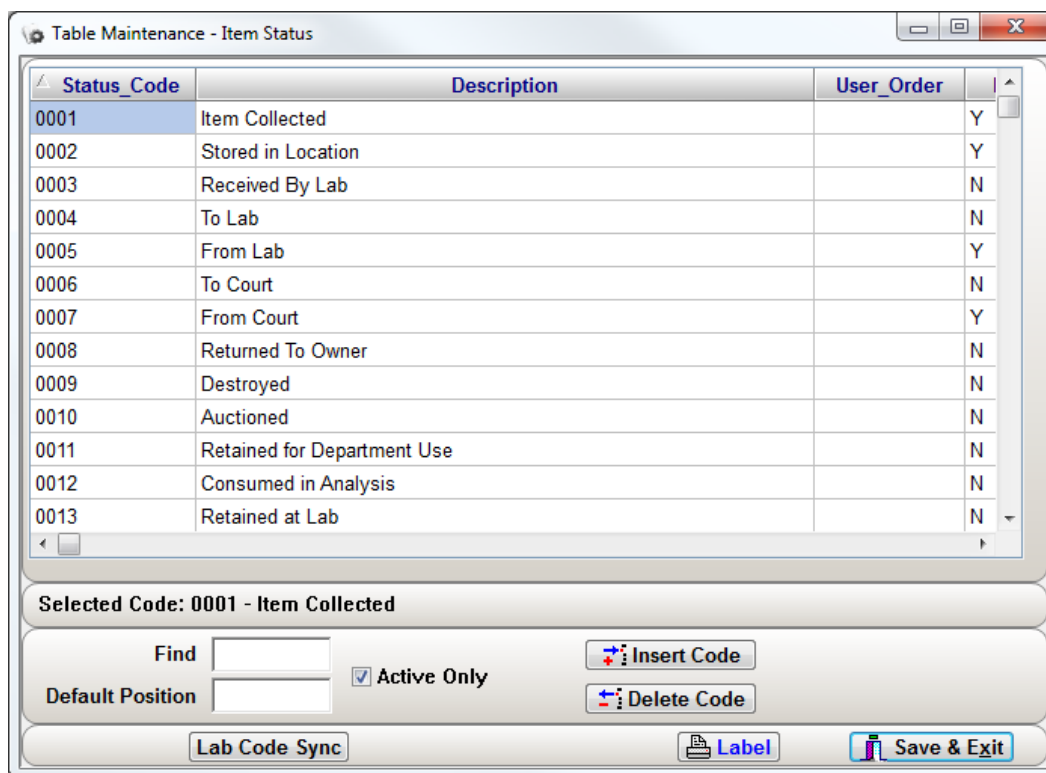 Table Maintenance - Item Status
Status_Code Description User_Order
0001 Item Collected Y
0002 Stored in Location Y
0003 Received By Lab N
0004 To Lab N
0005 From Lab Y
0006 To Court N
0007 From Court Y
0008 Returned To Owner N
0009 Destroyed N
0010 Auctioned N
0011 Retained for Department Use N
0012 Consumed in Analysis N
0013 Retained at Lab N
Selected Code: 0001 - Item Collected
Find
Active Only
Insert Code
Default Position
Delete Code
Lab Code Sync Label Save & Exit